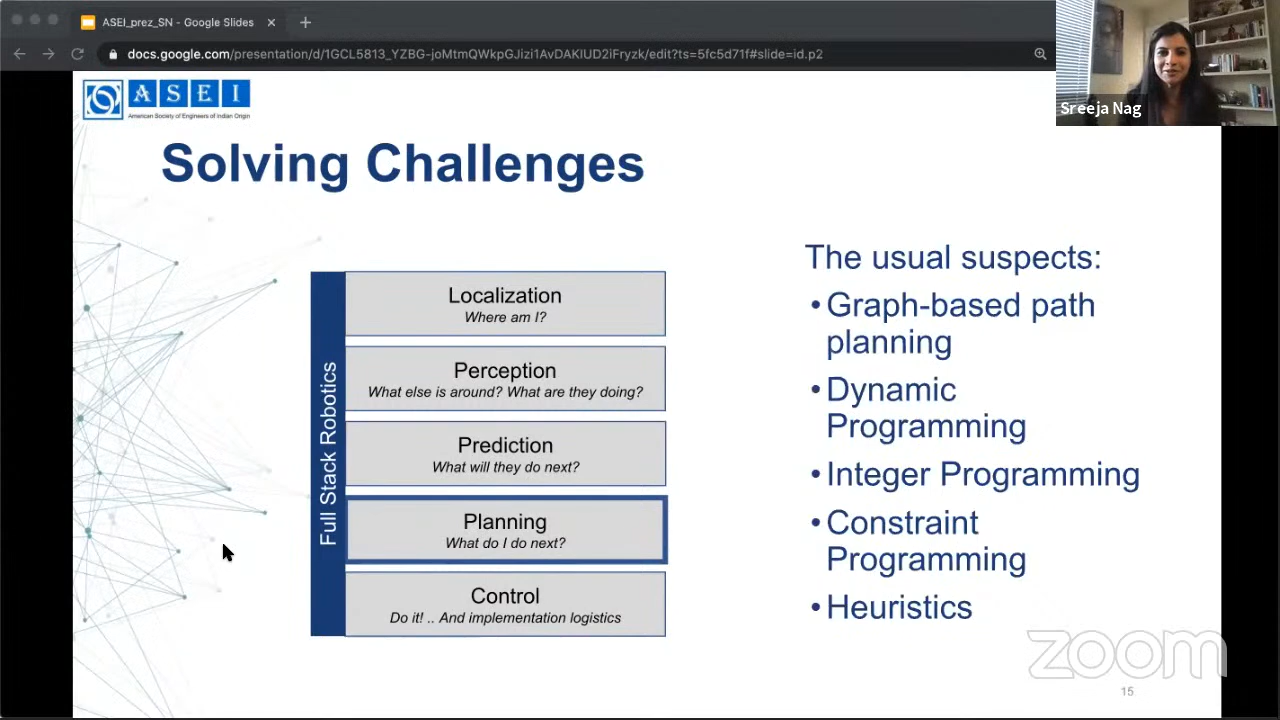 ASEI_prez_SN - Google Slides
docs.google.com/presentation/d/1GCL5813_YZBG-joMtmQWkpGJizi1AvDAKIUD2iFryzk/edit?ts=5fc5d71f#slide=id.p2
Sreeja Nag
ASEI
American Society of Engineers of Indian Origin
Solving Challenges
Full Stack Robotics
Localization
Where am I?
Perception
What else is around? What are they doing?
Prediction
What will they do next?
Planning
What do I do next?
Control
Do it! .. And implementation logistics
The usual suspects:
•Graph-based path
planning
•Dynamic
Programming
•Integer Programming
•Constraint
Programming
•Heuristics
zoom
15